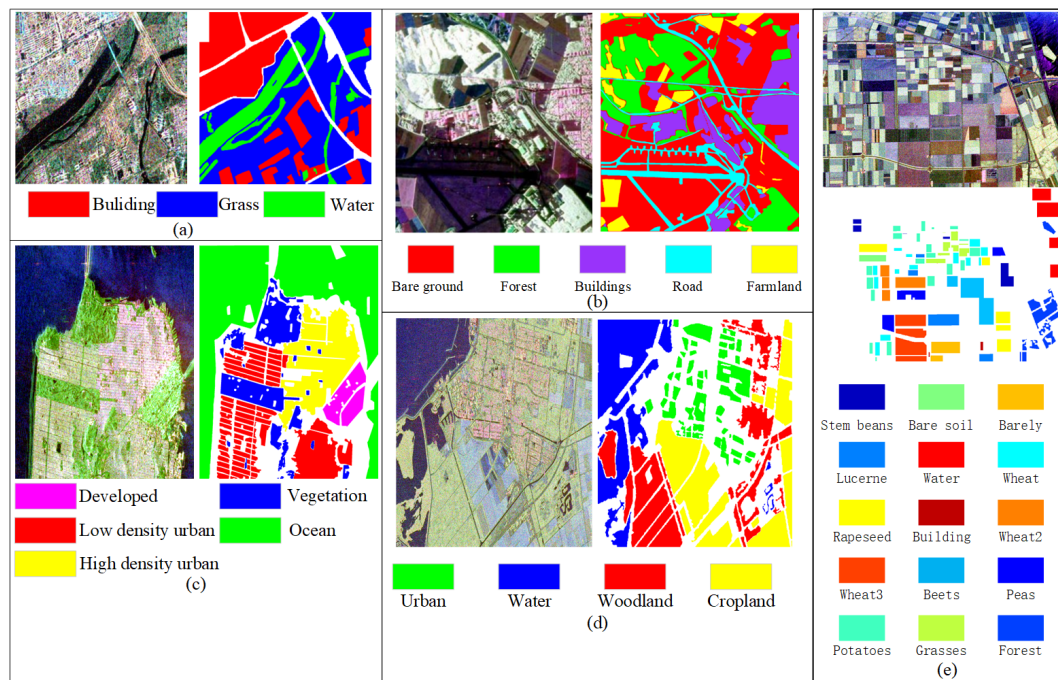 Buliding Grass Water
(a)
Bare ground Forest Buildings Road Farmland
(b)
Developed Vegetation
Low density urban Ocean
High density urban
(c)
Urban Water Woodland Cropland
(d)
Stem beans Bare soil Barely
Lucerne Water Wheat
Rapeseed Building Wheat2
Wheat3 Beets Peas
Potatoes Grasses Forest
(e)